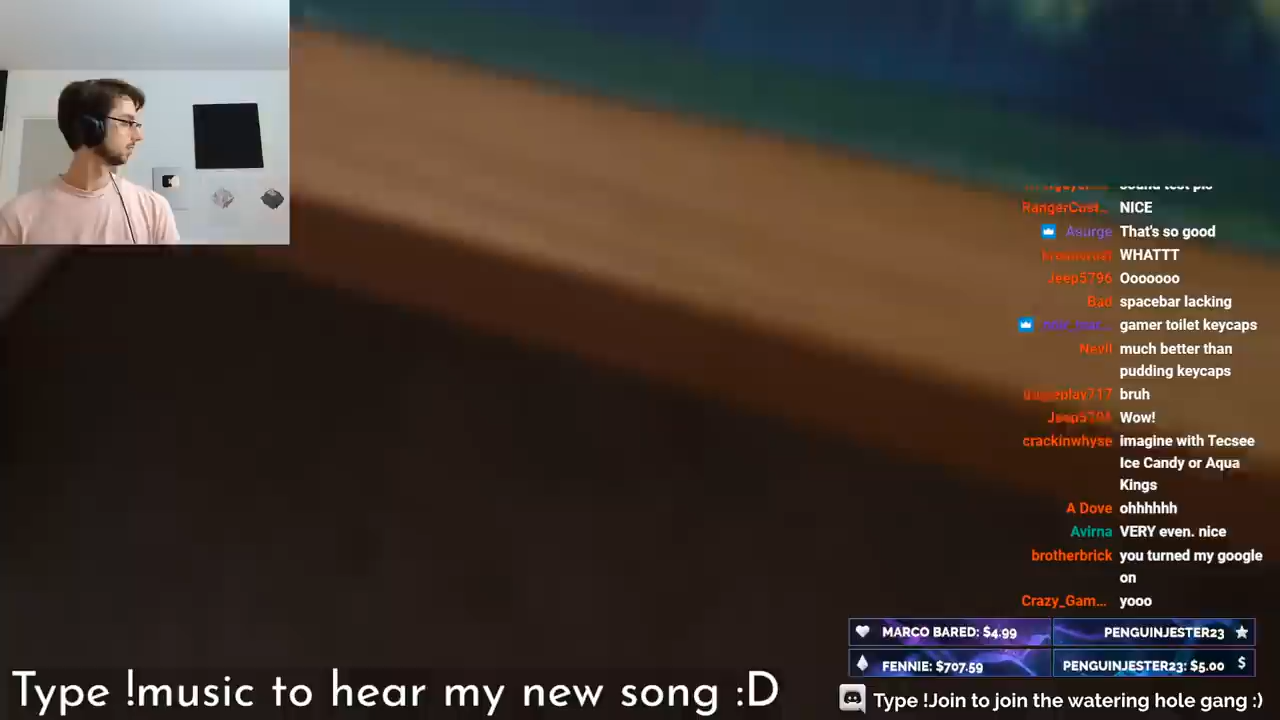 RangerCust... NICE
Asurge That's so good
WHATTT
Jeep5796 Ooooooo
Bad spacebar lacking
gamer toilet keycaps
Nevil much better than
pudding keycaps
bruh
Wow!
crackinwhyse imagine with Tecsee
Ice Candy or Aqua
Kings
A Dove ohhhhhh
Avirna VERY even. nice
brotherbrick you turned my google
on
Crazy_Gam... yooo
MARCO BARED: $4.99 PENGUINJESTER23
FENNIE: $707.59 PENGUINJESTER23: $5.00 $
Type !music to hear my new song :D
Type !Join to join the watering hole gang :)